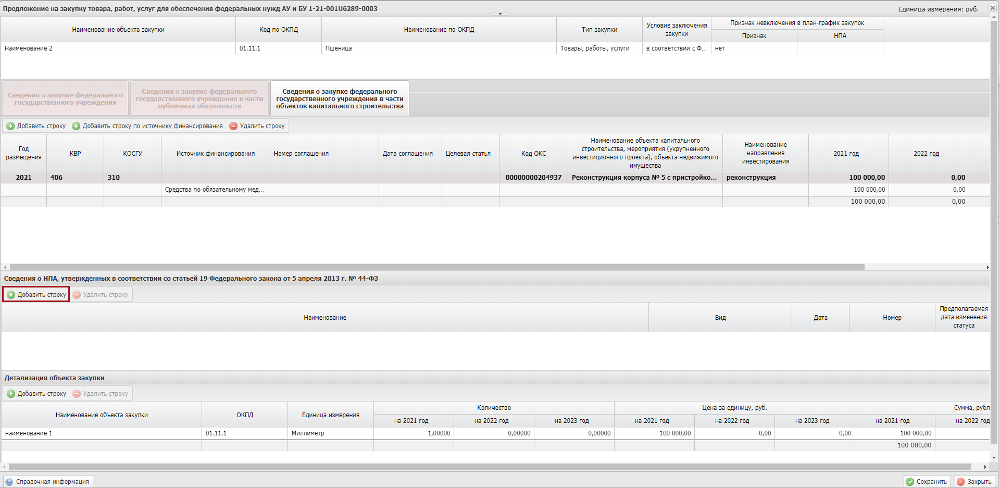 Предложение на закупку товара, работ, услуг для обеспечения федеральных нужд АУ и БУ 1-21-001U6289-0003
Единица измерения: руб.
Наименование объекта закупки
Код по ОКПД
Наименование по ОКПД
Тип закупки
Условие заключения
закупки
Признак невключения в план-график закупок
Признак
НПА
Наименование 2
01.11.1
Пшеница
Товары, работы, услуги
в соответствии с Ф...
нет
Сведения о закупке федерального
государственного учреждения
Сведения о закупке федерального
государственного учреждения в части
публичных обязательств
Сведения о закупке федерального
государственного учреждения в части
объектов капитального строительства
Добавить строку
Добавить строку по источнику финансирования
Удалить строку
Год
размещения
КВР
КОСГУ
Источник финансирования
Номер соглашения
Дата соглашения
Целевая статья
Код ОКС
Наименование объекта капитального
строительства, мероприятия (укрупненного
инвестиционного проекта), объекта недвижимого
имущества
Наименование
направления
инвестирования
2021 год
2022 год
2021
406
310
00000000204937
Реконструкция корпуса № 5 с пристройко...
реконструкция
100 000,00
0,00
Средства по обязательному мед...
100 000,00
0,00
100 000,00
0,00
Сведения о НПА, утвержденных в соответствии со статьей 19 Федерального закона от 5 апреля 2013 г. № 44-ФЗ
Добавить строку
Удалить строку
Наименование
Вид
Дата
Номер
Предполагаемая
дата изменения
статуса
Детализация объекта закупки
Добавить строку
Удалить строку
Наименование объекта закупки
ОКПД
Единица измерения
Количество
Цена за единицу, руб.
Сумма, рубл
на 2021 год
на 2022 год
на 2023 год
на 2021 год
на 2022 год
на 2023 год
на 2021 год
на 2022 год
наименование 1
01.11.1
Миллиметр
1,00000
0,00000
0,00000
100 000,00
0,00
0,00
100 000,00
100 000,00
Справочная информация
Сохранить
Закрыть